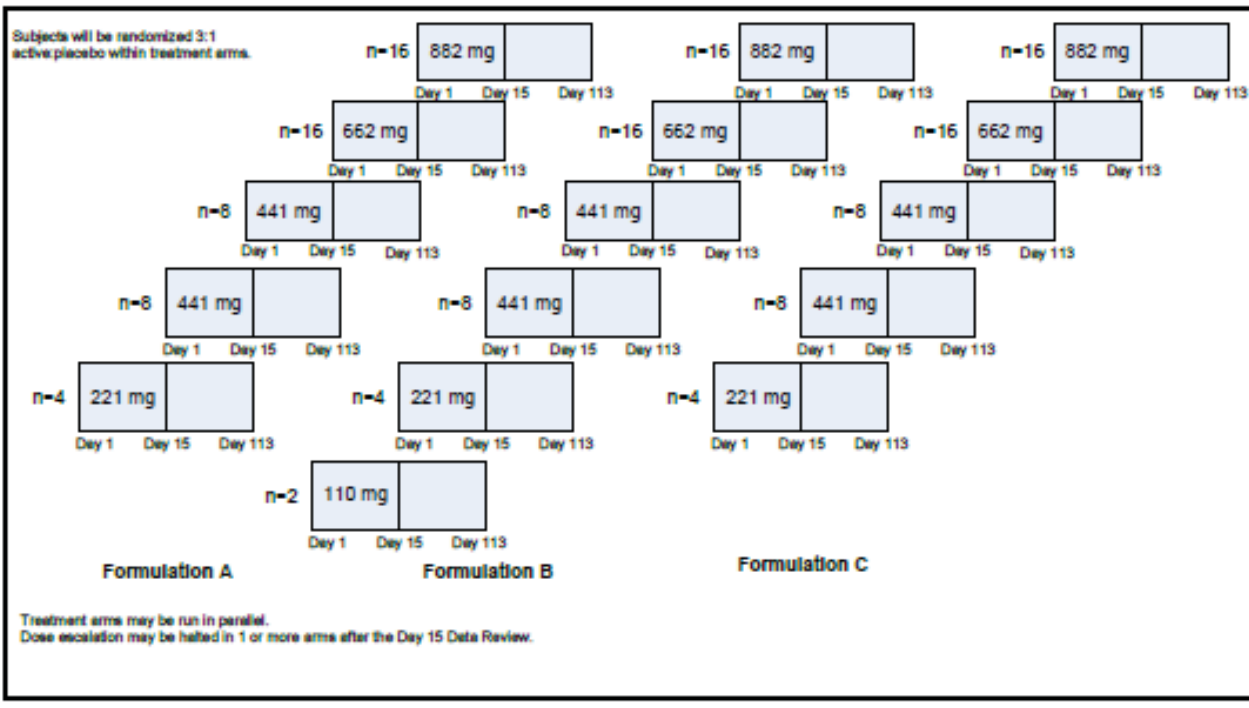 Subjects will be randomized 3:1
active:placebo within treatment arms.
n=16 882 mg n=16 882 mg n=16 882 mg
Day 1 Day 15 Day 113 Day 1 Day 15 Day 113 Day 1 Day 15 Day 113
n=16 662 mg n=16 662 mg n=16 662 mg
Day 1 Day 15 Day 113 Day 1 Day 15 Day 113 Day 1 Day 15 Day 113
n=8 441 mg n=8 441 mg n=8 441 mg
Day 1 Day 15 Day 113 Day 1 Day 15 Day 113 Day 1 Day 15 Day 113
n=8 441 mg n=8 441 mg n=8 441 mg
Day 1 Day 15 Day 113 Day 1 Day 15 Day 113 Day 1 Day 15 Day 113
n=4 221 mg n=4 221 mg n=4 221 mg
Day 1 Day 15 Day 113 Day 1 Day 15 Day 113 Day 1 Day 15 Day 113
n=2 110 mg
Day 1 Day 15 Day 113
Formulation A Formulation B Formulation C
Treatment arms may be run in parallel.
Dose escalation may be halted in 1 or more arms after the Day 15 Data Review.